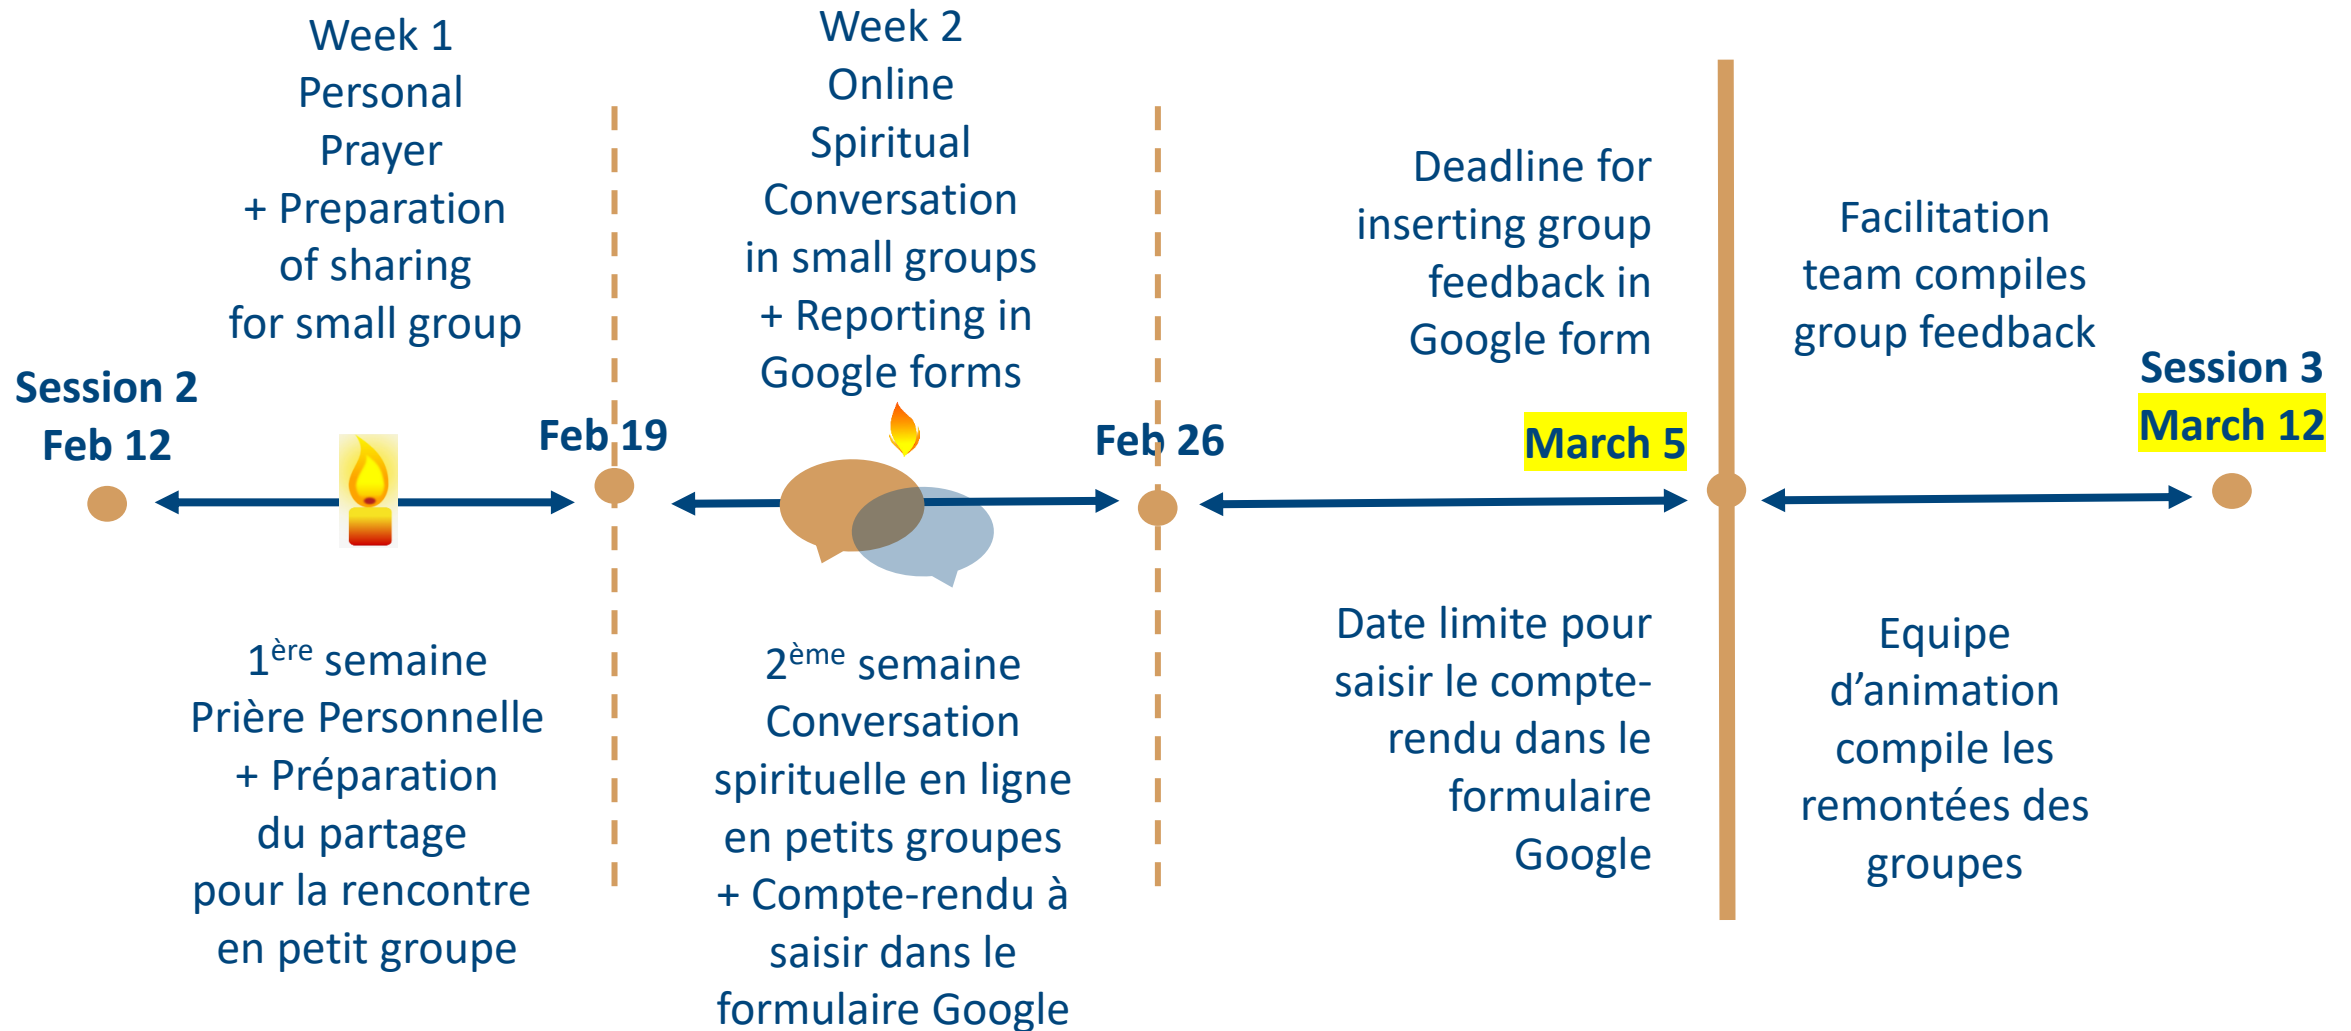 Week 1
Personal
Prayer
+ Preparation
of sharing
for small group
Week 2
Online
Spiritual
Conversation
in small groups
+ Reporting in
Google forms
Deadline for
inserting group
feedback in
Google form
Facilitation
team compiles
group feedback
Session 2
Feb 12
Feb 19
Feb 26
March 5
Session 3
March 12
1ère semaine
Prière Personnelle
+ Préparation
du partage
pour la rencontre
en petit groupe
2ème semaine
Conversation
spirituelle en ligne
en petits groupes
+ Compte-rendu à
saisir dans le
formulaire Google
Date limite pour
saisir le compte-
rendu dans le
formulaire
Google
Equipe
d’animation
compile les
remontées des
groupes